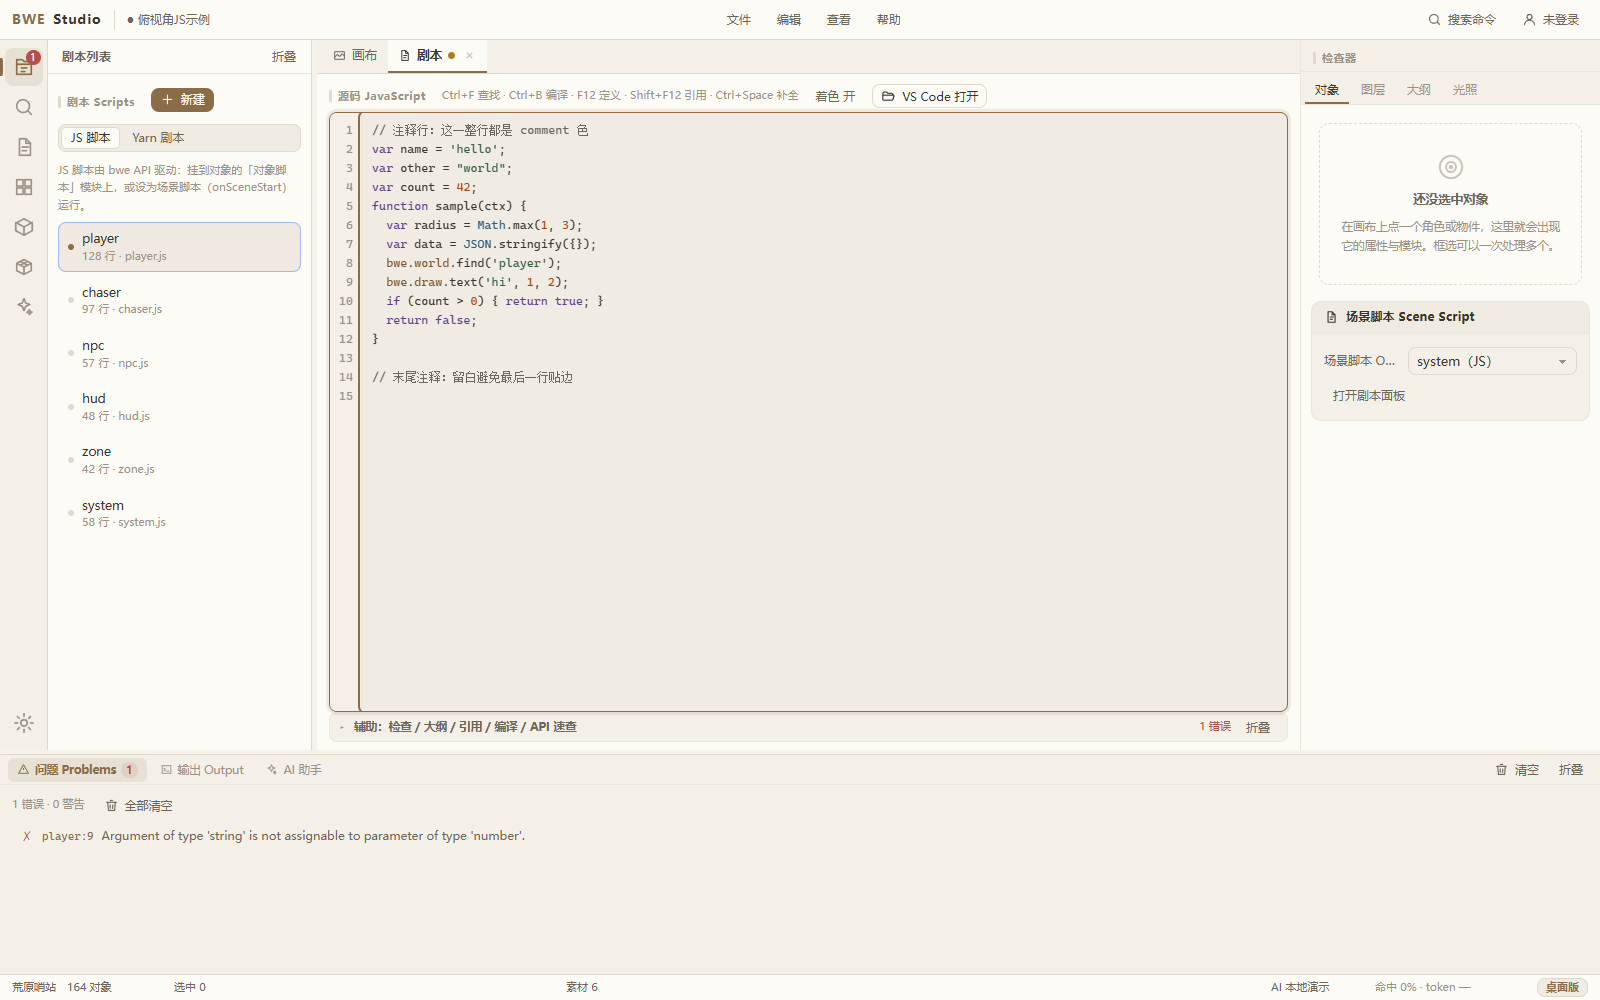 BWE Studio
● 俯视角JS示例
文件 编辑 查看 帮助
搜索命令
未登录
1
剧本列表
折叠
剧本 Scripts
+ 新建
JS 脚本
Yarn 剧本
JS 脚本由 bwe API 驱动：挂到对象的「对象脚
本」模块上，或设为场景脚本（onSceneStart）
运行。
player
128 行 · player.js
chaser
97 行 · chaser.js
npc
57 行 · npc.js
hud
48 行 · hud.js
zone
42 行 · zone.js
system
58 行 · system.js
画布
剧本 ● ×
源码 JavaScript
Ctrl+F 查找 · Ctrl+B 编译 · F12 定义 · Shift+F12 引用 · Ctrl+Space 补全
着色 开
VS Code 打开
1 // 注释行：这一整行都是 comment 色
2 var name = 'hello';
3 var other = "world";
4 var count = 42;
5 function sample(ctx) {
6 var radius = Math.max(1, 3);
7 var data = JSON.stringify({});
8 bwe.world.find('player');
9 bwe.draw.text('hi', 1, 2);
10 if (count > 0) { return true; }
11 return false;
12 }
13
14 // 末尾注释：留白避免最后一行贴边
15
辅助：检查 / 大纲 / 引用 / 编译 / API 速查
1 错误
折叠
检查器
对象 图层 大纲 光照
还没选中对象
在画布上点一个角色或物件，这里就会出现
它的属性与模块。框选可以一次处理多个。
场景脚本 Scene Script
场景脚本 O...
system（JS）
打开剧本面板
问题 Problems 1
输出 Output
AI 助手
清空
折叠
1 错误 · 0 警告
全部清空
X player:9 Argument of type 'string' is not assignable to parameter of type 'number'.
荒原哨站
164 对象
选中 0
素材 6
AI 本地演示
命中 0% · token —
桌面版